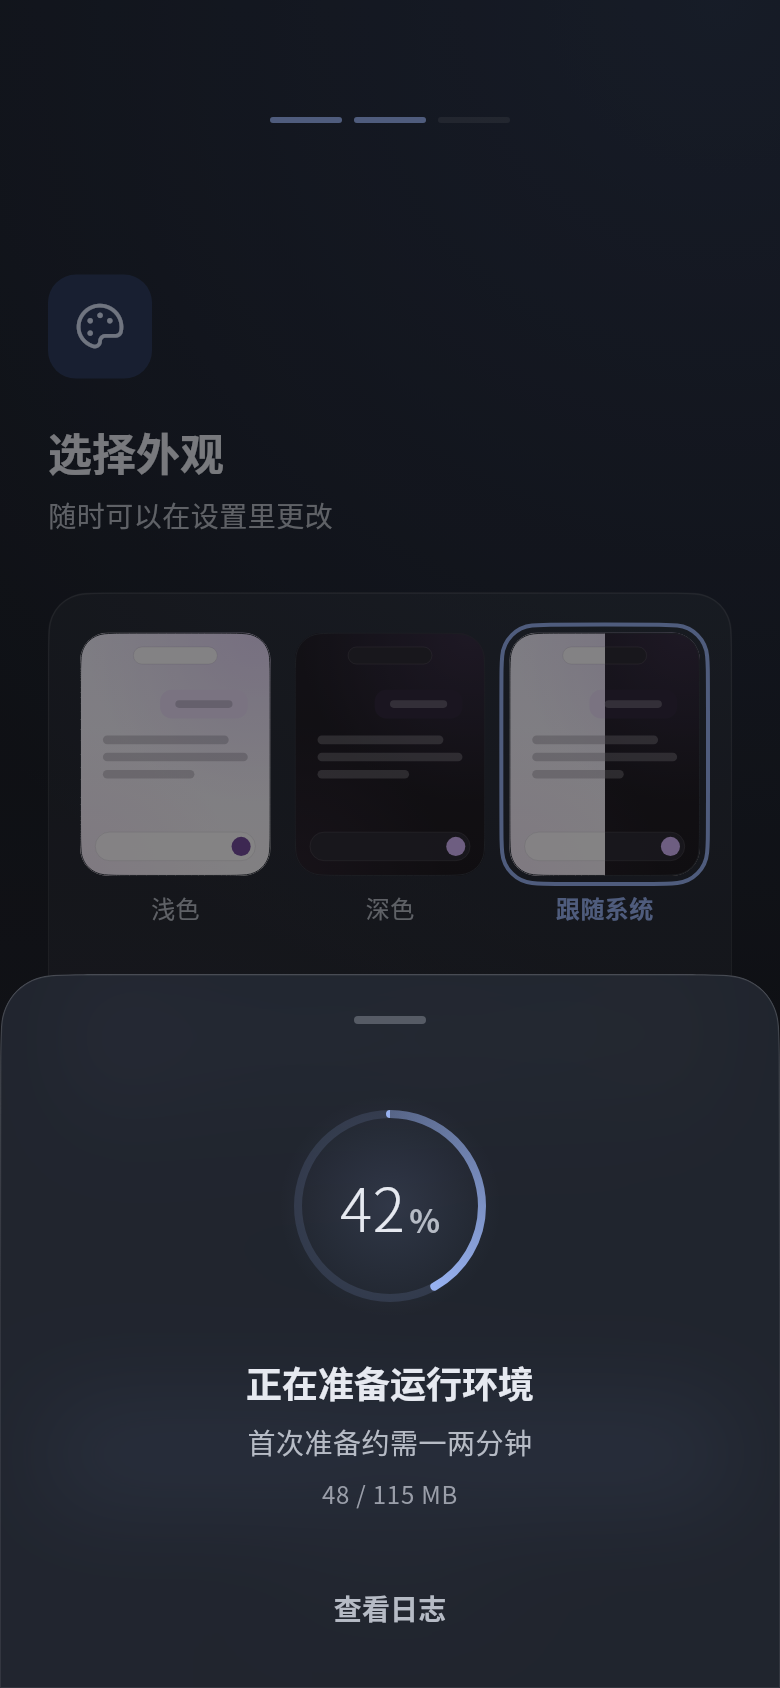 选择外观
随时可以在设置里更改
浅色
深色
跟随系统
42%
正在准备运行环境
首次准备约需一两分钟
48 / 115 MB
查看日志